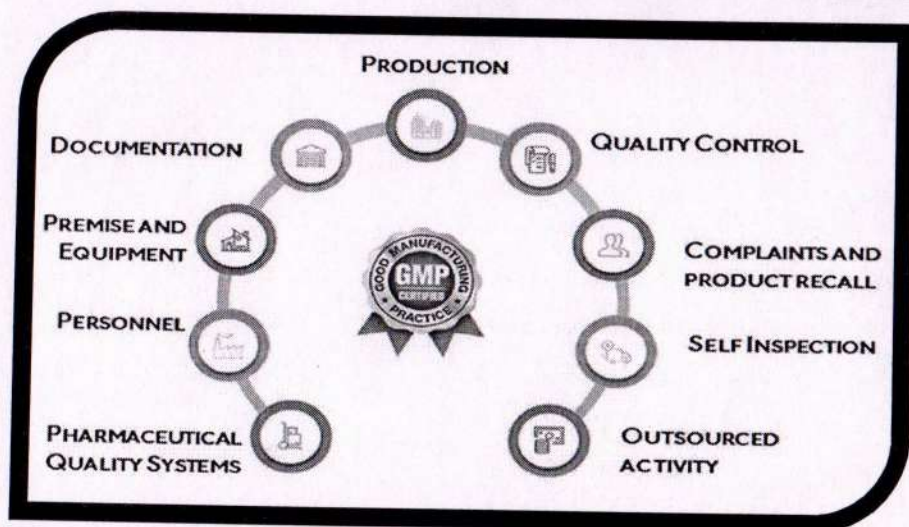 PRODUCTION
DOCUMENTATION
QUALITY CONTROL
PREMISE AND
EQUIPMENT
COMPLAINTS AND
PRODUCT RECALL
GOOD MANUFACTURING
GMP
CERTIFIED
PRACTICE
PERSONNEL
SELF INSPECTION
PHARMACEUTICAL
QUALITY SYSTEMS
OUTSOURCED
ACTIVITY